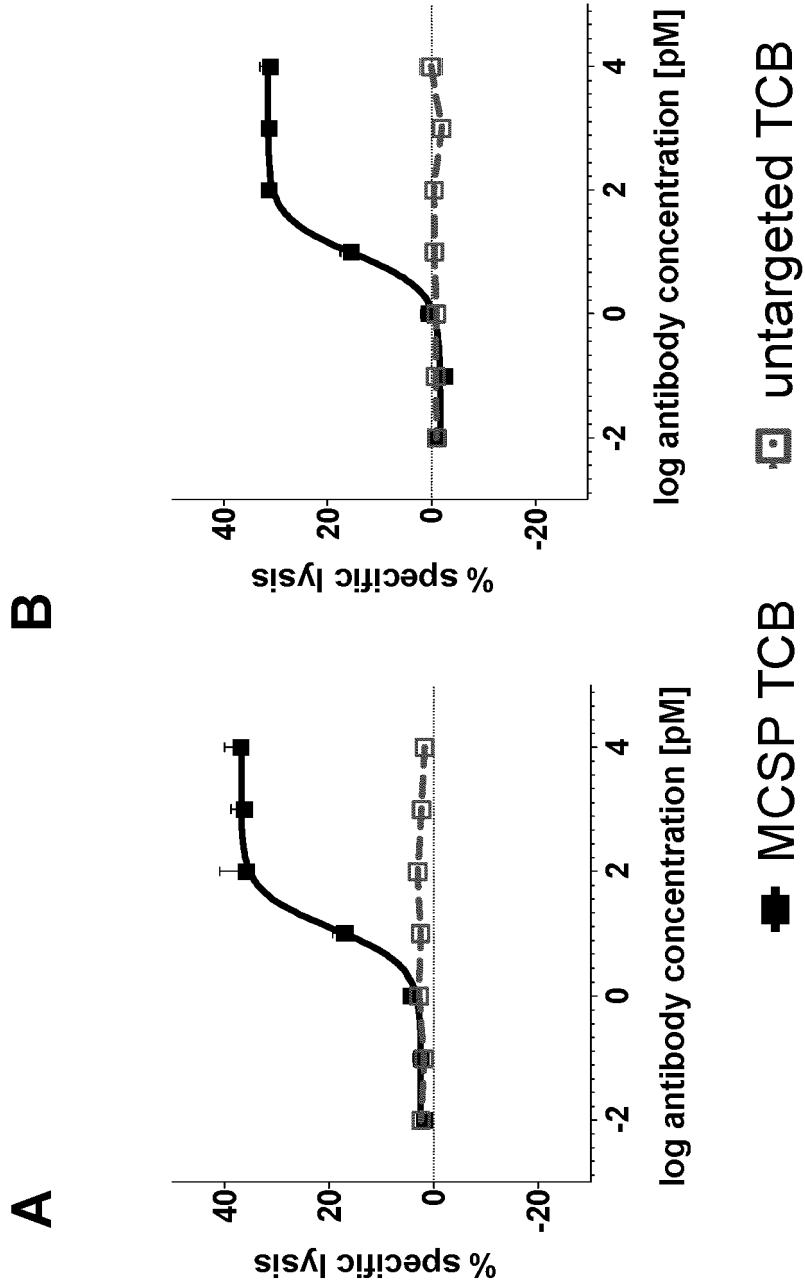 A
% specific lysis
40
20
0
-20
-2
0
2
4
log antibody concentration [pM]
B
% specific lysis
40
20
0
-20
-2
0
2
4
log antibody concentration [pM]
MCSP TCB
untargeted TCB